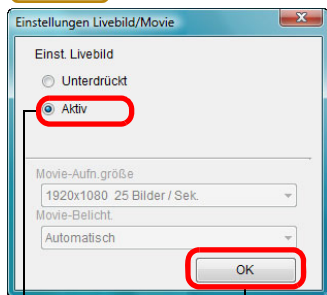 Einstellungen Livebild/Movie
Einst. Livebild
Unterdrückt
Aktiv
Movie-Aufn.größe
1920x1080 25 Bilder / Sek.
Movie-Belicht.
Automatisch
OK